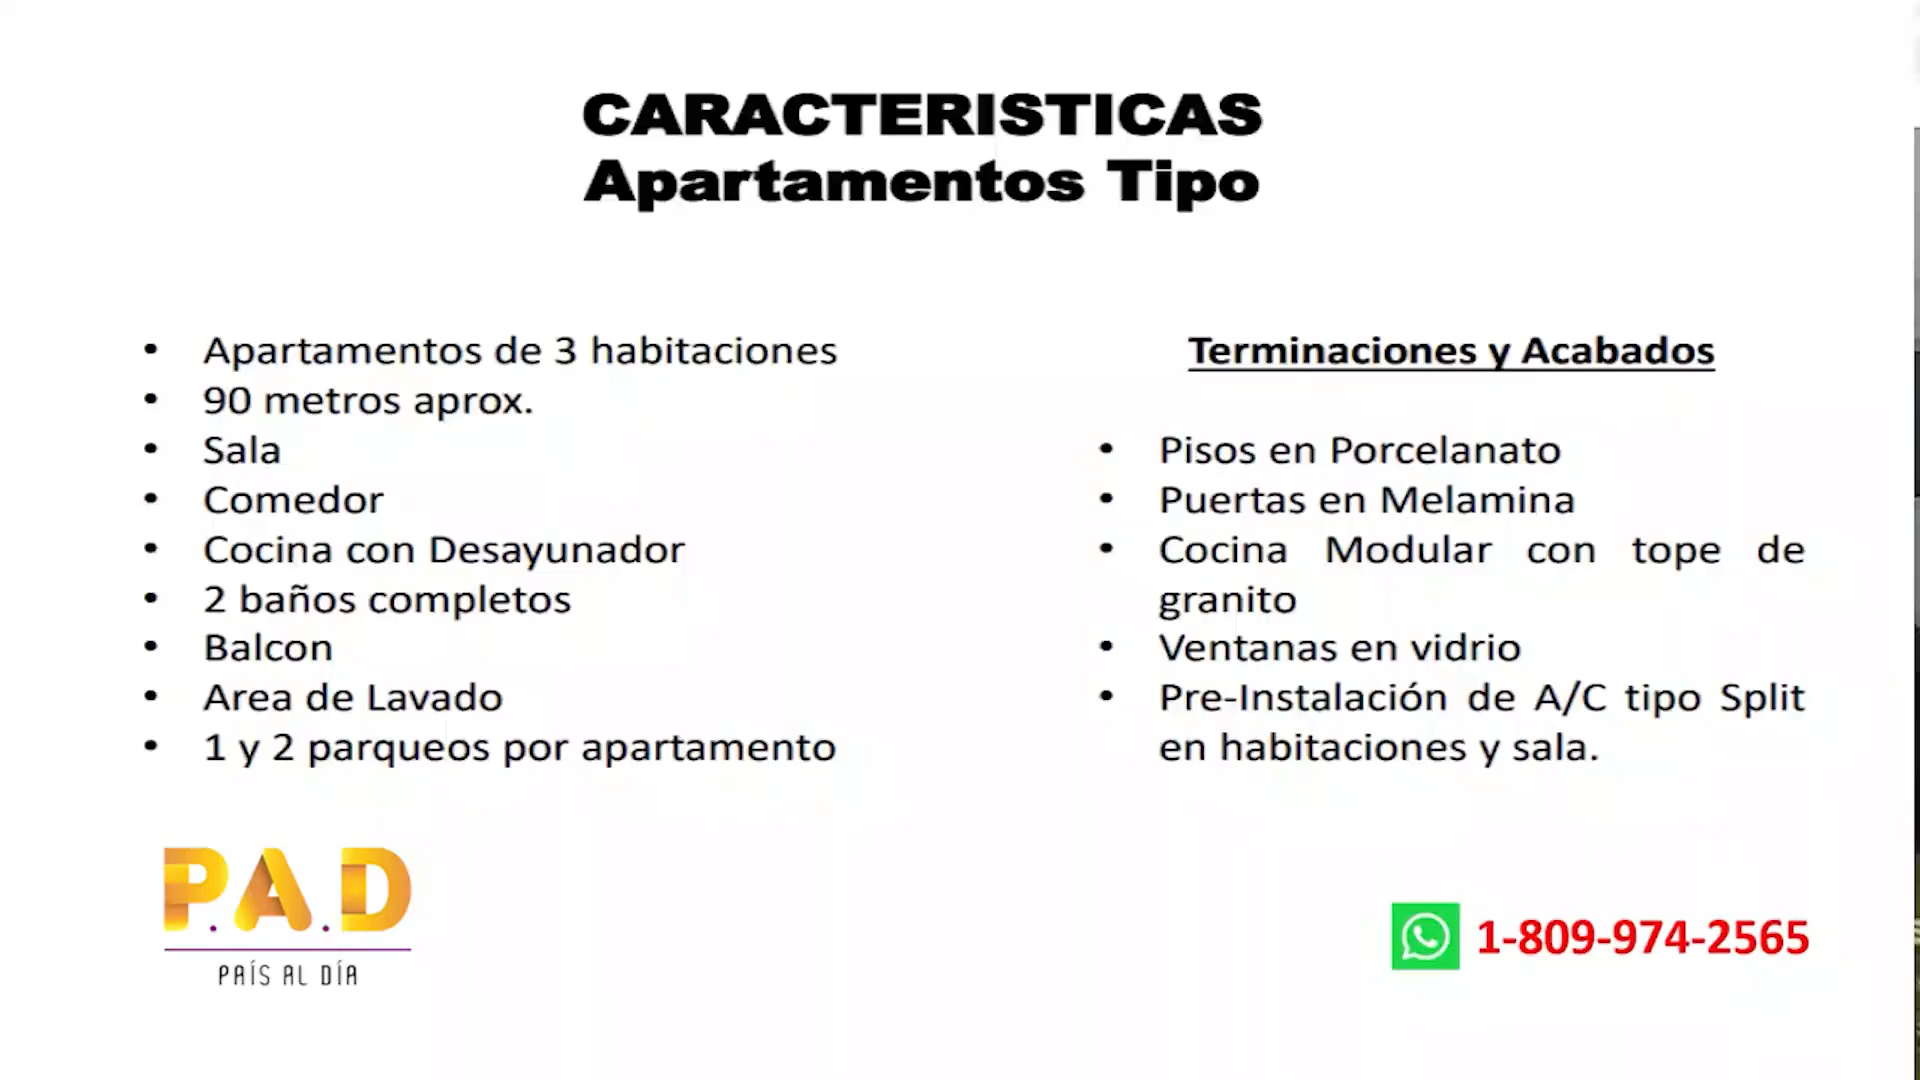 CARACTERISTICAS
Apartamentos Tipo
• Apartamentos de 3 habitaciones
• 90 metros aprox.
• Sala
• Comedor
• Cocina con Desayunador
• 2 baños completos
• Balcon
• Area de Lavado
• 1 y 2 parqueos por apartamento
Terminaciones y Acabados
• Pisos en Porcelanato
• Puertas en Melamina
• Cocina Modular con tope de
granito
• Ventanas en vidrio
• Pre-Instalación de A/C tipo Split
en habitaciones y sala.
P.A.D
PAÍS AL DÍA
1-809-974-2565